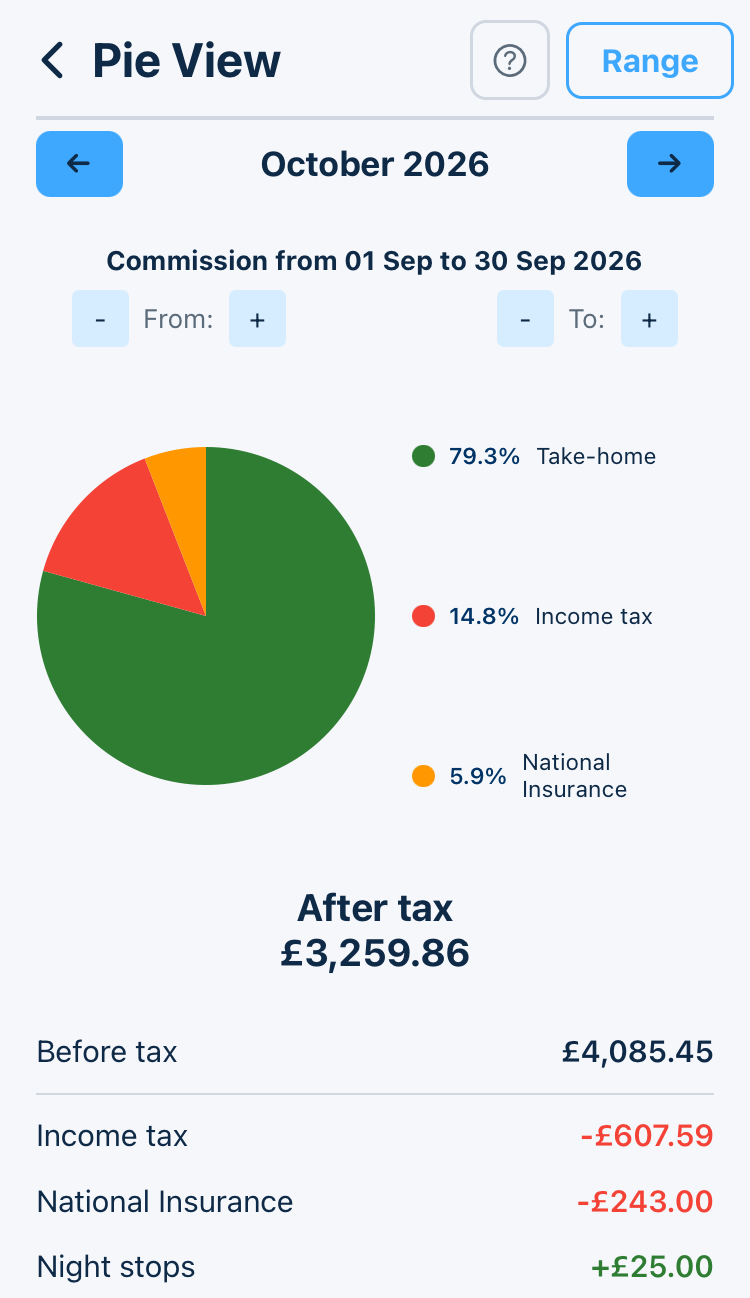 Pie View
?
Range
← October 2026 →
Commission from 01 Sep to 30 Sep 2026
- From: + - To: +
79.3% Take-home
14.8% Income tax
5.9% National
Insurance
After tax
£3,259.86
Before tax £4,085.45
Income tax -£607.59
National Insurance -£243.00
Night stops +£25.00